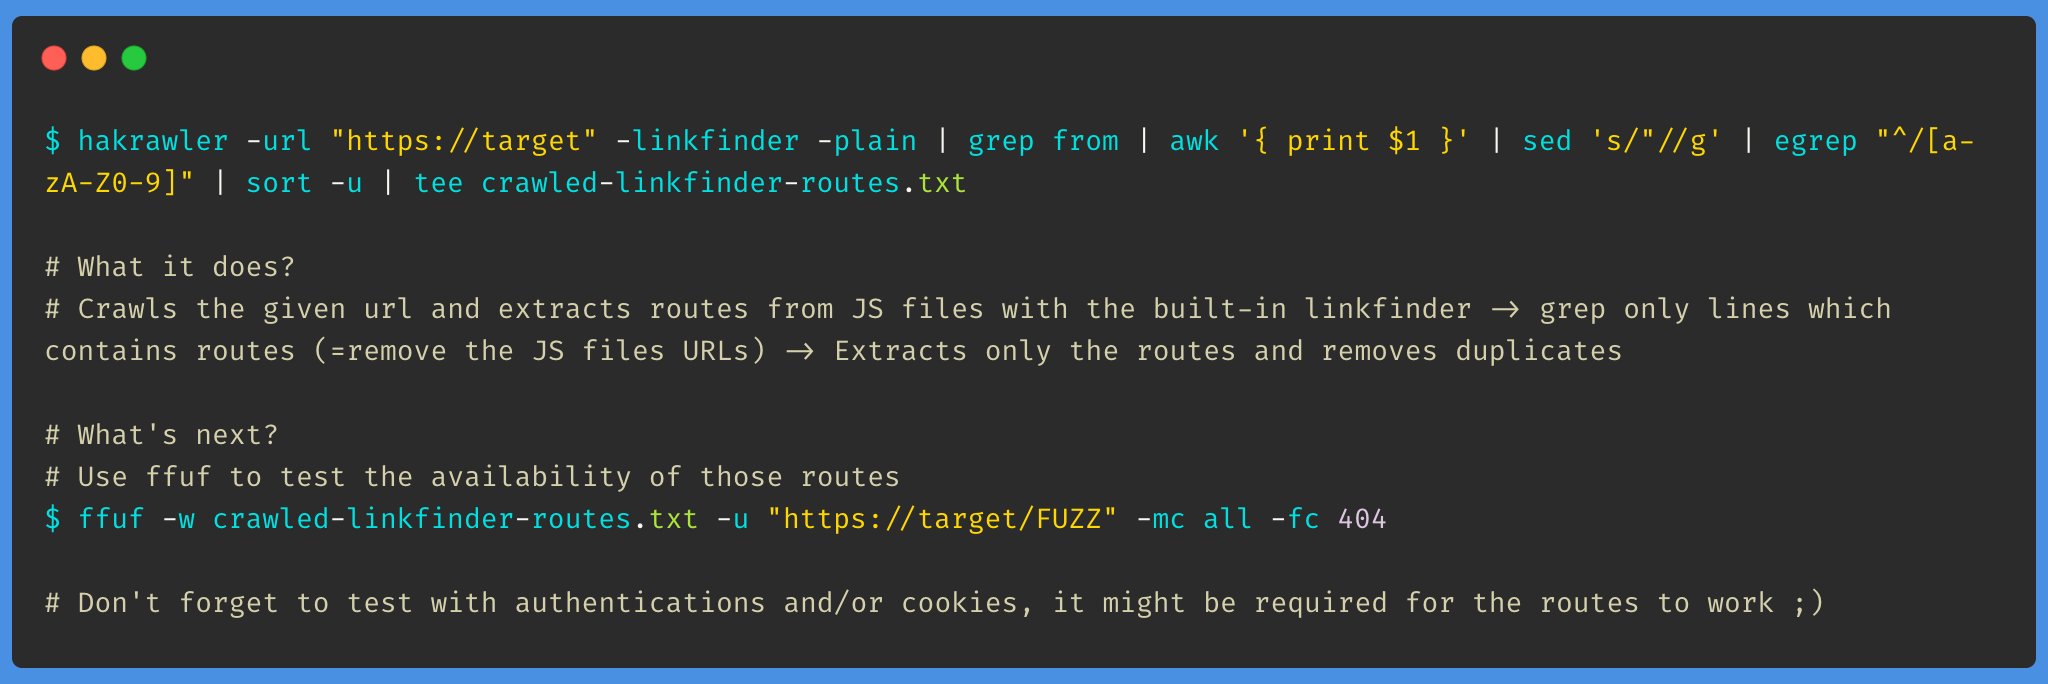 $ hakrawler -url "https://target" -linkfinder -plain | grep from | awk '{ print $1 }' | sed 's/"//g' | egrep "^/[a-
zA-Z0-9]" | sort -u | tee crawled-linkfinder-routes.txt
# What it does?
# Crawls the given url and extracts routes from JS files with the built-in linkfinder -> grep only lines which
contains routes (=remove the JS files URLs) -> Extracts only the routes and removes duplicates
# What's next?
# Use ffuf to test the availability of those routes
$ ffuf -w crawled-linkfinder-routes.txt -u "https://target/FUZZ" -mc all -fc 404
# Don't forget to test with authentications and/or cookies, it might be required for the routes to work ;)